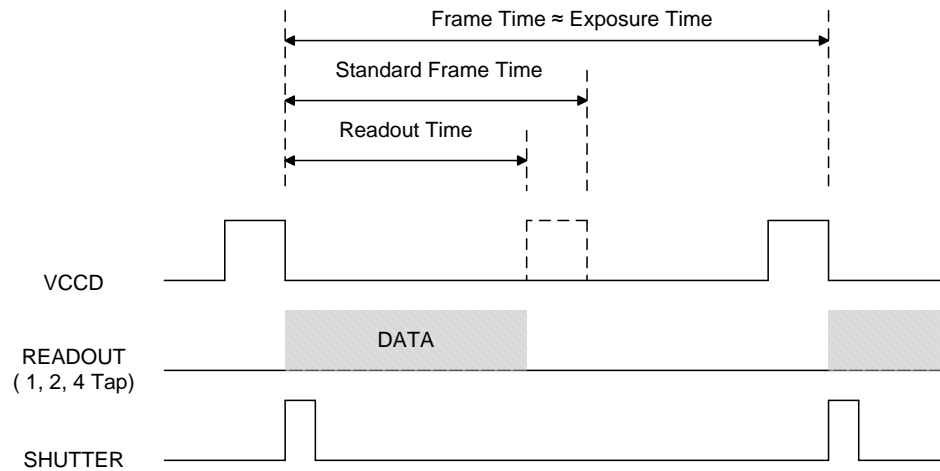 Frame Time ≈ Exposure Time
Standard Frame Time
Readout Time
VCCD
DATA
READOUT
( 1, 2, 4 Tap)
SHUTTER